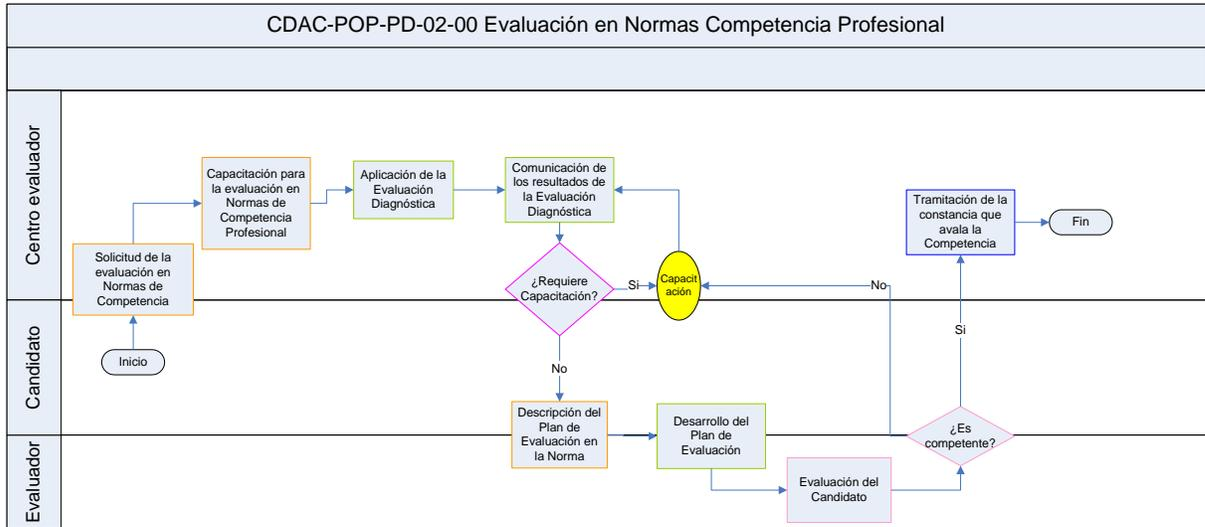 CDAC-POP-PD-02-00 Evaluación en Normas Competencia Profesional
Centro evaluador
Candidato
Evaluador
Inicio
Solicitud de la
evaluación en
Normas de
Competencia
Capacitación para
la evaluación en
Normas de
Competencia
Profesional
Aplicación de la
Evaluación
Diagnóstica
Comunicación de
los resultados de
la Evaluación
Diagnóstica
¿Requiere
Capacitación?
Si
Capacit
ación
No
Descripción del
Plan de
Evaluación en
la Norma
Desarrollo del
Plan de
Evaluación
Evaluación del
Candidato
¿Es
competente?
No
Si
Tramitación de la
constancia que
avala la
Competencia
Fin